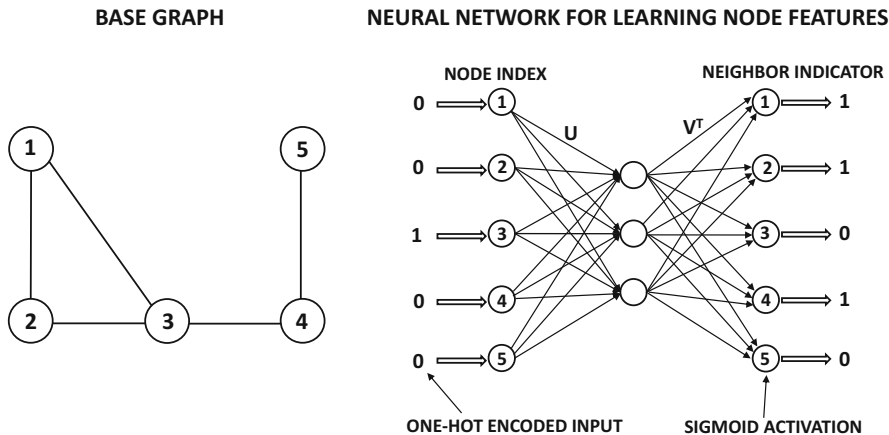 BASE GRAPH
1
5
2
3
4
NEURAL NETWORK FOR LEARNING NODE FEATURES
NODE INDEX
NEIGHBOR INDICATOR
0 1 U Vᵀ 1 1
0 2 2 1
1 3 3 0
0 4 4 1
0 5 5 0
ONE-HOT ENCODED INPUT
SIGMOID ACTIVATION